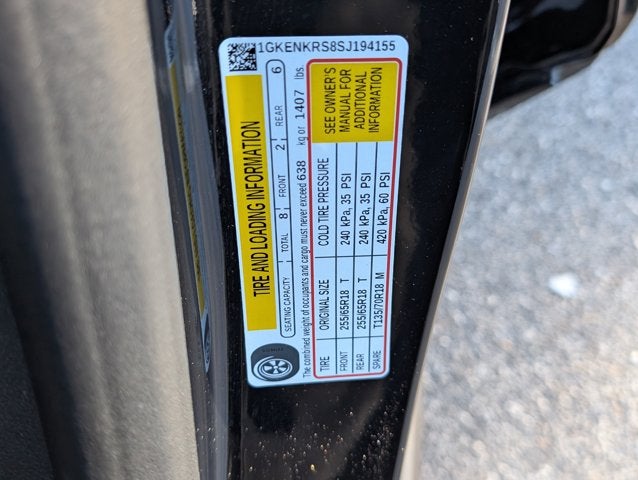 1GKENKRS8SJ194155
TIRE AND LOADING INFORMATION
SEATING CAPACITY TOTAL 8 FRONT 2 REAR 6
The combined weight of occupants and cargo must never exceed 638 kg or 1407 lbs.
TIRE ORIGINAL SIZE COLD TIRE PRESSURE
FRONT 255/65R18 T 240 kPa, 35 PSI
REAR 255/65R18 T 240 kPa, 35 PSI
SPARE T135/70R18 M 420 kPa, 60 PSI
SEE OWNER'S
MANUAL FOR
ADDITIONAL
INFORMATION